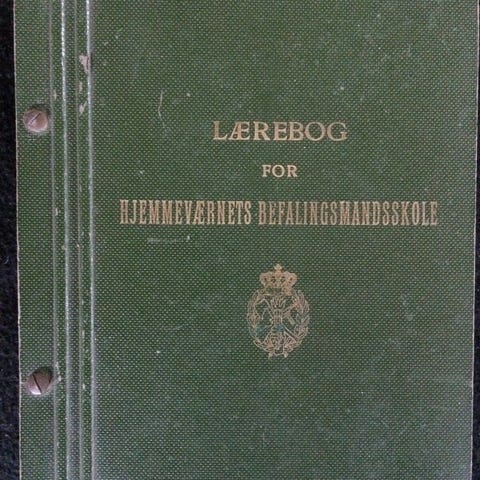 LÆREBOG
FOR
HJEMMEVÆRNETS BEFALINGSMANDSSKOLE